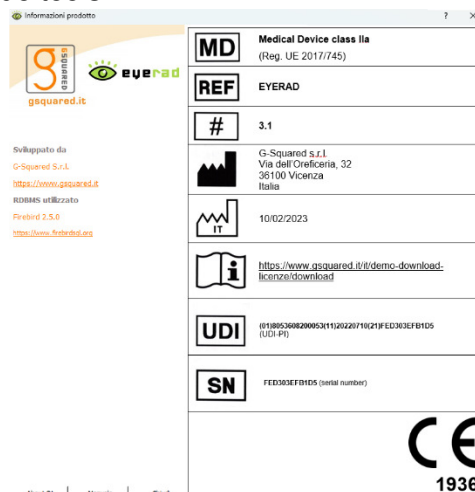 Informazioni prodotto
?
GSQUARED
eyerad
gsquared.it
Sviluppato da
G-Squared S.r.l.
https://www.gsquared.it
RDBMS utilizzato
Firebird 2.5.0
https://www.firebirdsql.org
MD
Medical Device class IIa
(Reg. UE 2017/745)
REF
EYERAD
#
3.1
G-Squared s.r.l.
Via dell'Oreficeria, 32
36100 Vicenza
Italia
IT
10/02/2023
i
https://www.gsquared.it/it/demo-download-
licenze/download
UDI
(01)8053608200053(11)20220710(21)FED303EFB1D5
(UDI-PI)
SN
FED303EFB1D5 (serial number)
CE
1936